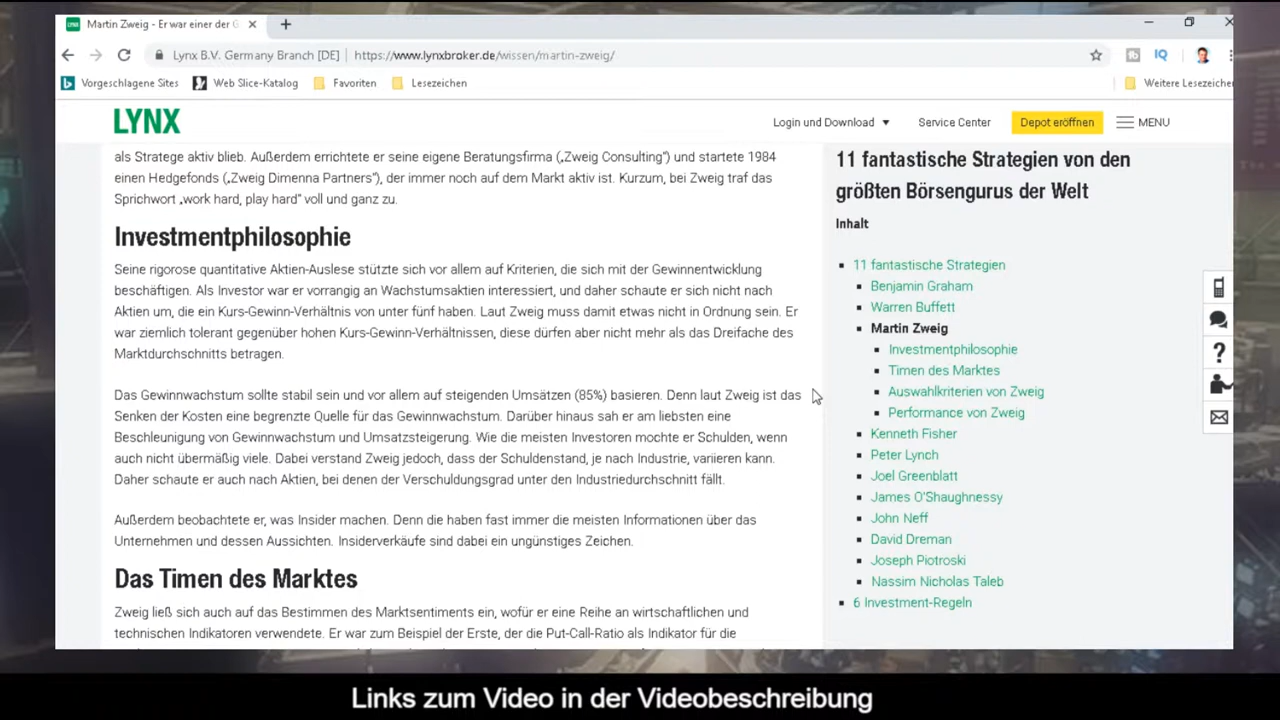 LYNX
Martin Zweig - Er war einer der G
Lynx B.V. Germany Branch [DE] | https://www.lynxbroker.de/wissen/martin-zweig/
Vorgeschlagene Sites Web Slice-Katalog Favoriten Lesezeichen Weitere Lesezeichen
LYNX Login und Download Service Center Depot eröffnen MENU
als Stratege aktiv blieb. Außerdem errichtete er seine eigene Beratungsfirma („Zweig Consulting“) und startete 1984
einen Hedgefonds („Zweig Dimenna Partners“), der immer noch auf dem Markt aktiv ist. Kurzum, bei Zweig traf das
Sprichwort „work hard, play hard“ voll und ganz zu.
Investmentphilosophie
Seine rigorose quantitative Aktien-Auslese stützte sich vor allem auf Kriterien, die sich mit der Gewinnentwicklung
beschäftigen. Als Investor war er vorrangig an Wachstumsaktien interessiert, und daher schaute er sich nicht nach
Aktien um, die ein Kurs-Gewinn-Verhältnis von unter fünf haben. Laut Zweig muss damit etwas nicht in Ordnung sein. Er
war ziemlich tolerant gegenüber hohen Kurs-Gewinn-Verhältnissen, diese dürfen aber nicht mehr als das Dreifache des
Marktdurchschnitts betragen.
Das Gewinnwachstum sollte stabil sein und vor allem auf steigenden Umsätzen (85%) basieren. Denn laut Zweig ist das
Senken der Kosten eine begrenzte Quelle für das Gewinnwachstum. Darüber hinaus sah er am liebsten eine
Beschleunigung von Gewinnwachstum und Umsatzsteigerung. Wie die meisten Investoren mochte er Schulden, wenn
auch nicht übermäßig viele. Dabei verstand Zweig jedoch, dass der Schuldenstand, je nach Industrie, variieren kann.
Daher schaute er auch nach Aktien, bei denen der Verschuldungsgrad unter den Industriedurchschnitt fällt.
Außerdem beobachtete er, was Insider machen. Denn die haben fast immer die meisten Informationen über das
Unternehmen und dessen Aussichten. Insiderverkäufe sind dabei ein ungünstiges Zeichen.
Das Timen des Marktes
Zweig ließ sich auch auf das Bestimmen des Marktsentiments ein, wofür er eine Reihe an wirtschaftlichen und
technischen Indikatoren verwendete. Er war zum Beispiel der Erste, der die Put-Call-Ratio als Indikator für die
11 fantastische Strategien von den
größten Börsengurus der Welt
Inhalt
11 fantastische Strategien
Benjamin Graham
Warren Buffett
Martin Zweig
Investmentphilosophie
Timen des Marktes
Auswahlkriterien von Zweig
Performance von Zweig
Kenneth Fisher
Peter Lynch
Joel Greenblatt
James O'Shaughnessy
John Neff
David Dreman
Joseph Piotroski
Nassim Nicholas Taleb
6 Investment-Regeln
Links zum Video in der Videobeschreibung